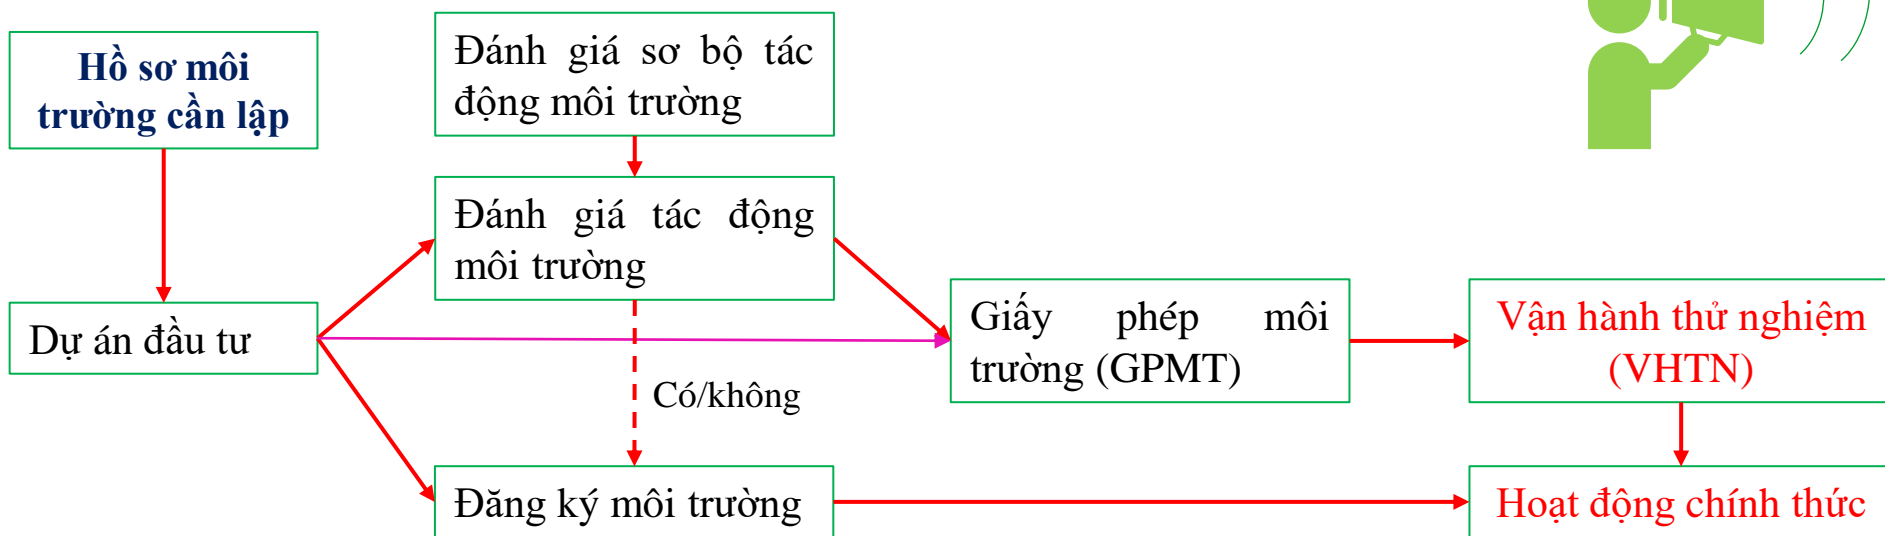 Hồ sơ môi
trường cần lập
Đánh giá sơ bộ tác
động môi trường
Đánh giá tác động
môi trường
Dự án đầu tư
Giấy phép môi
trường (GPMT)
Vận hành thử nghiệm
(VHTN)
Có/không
Đăng ký môi trường
Hoạt động chính thức